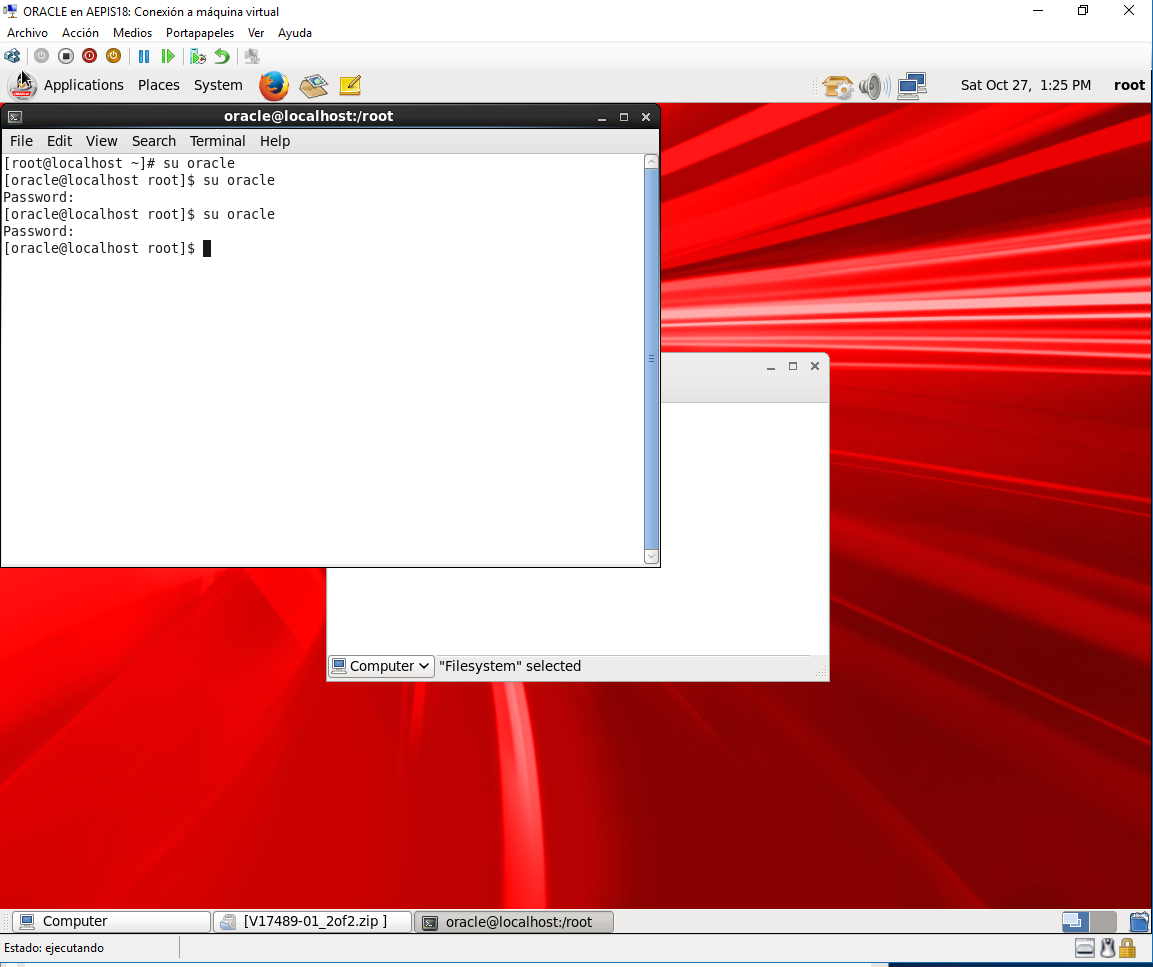 ORACLE en AEPIS18: Conexión a máquina virtual
Archivo Acción Medios Portapapeles Ver Ayuda
Applications Places System Sat Oct 27, 1:25 PM root
oracle@localhost:/root
File Edit View Search Terminal Help
[root@localhost ~]# su oracle
[oracle@localhost root]$ su oracle
Password:
[oracle@localhost root]$ su oracle
Password:
[oracle@localhost root]$
Computer "Filesystem" selected
Computer [V17489-01_2of2.zip ] oracle@localhost:/root
Estado: ejecutando